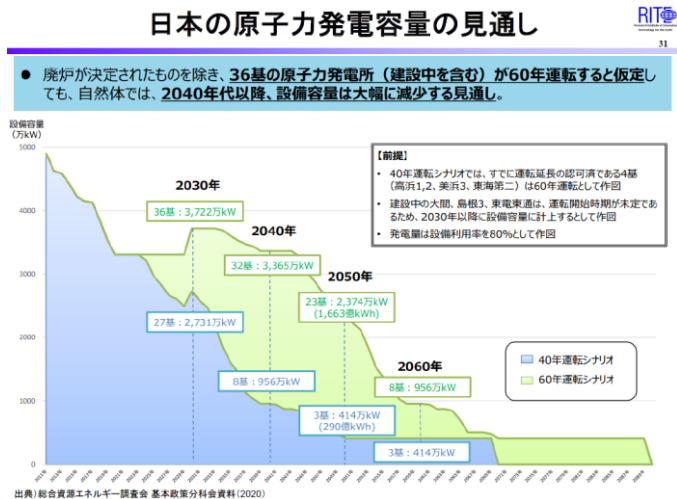 日本の原子力発電容量の見通し
RITE
31
● 廃炉が決定されたものを除き、36基の原子力発電所（建設中を含む）が60年運転すると仮定し
ても、自然体では、2040年代以降、設備容量は大幅に減少する見通し。
設備容量
（万kW）
5000
4000
3000
2000
1000
0
【前提】
• 40年運転シナリオでは、すでに運転延長の認可済である4基
（高浜1,2、美浜3、東海第二）は60年運転として作図
• 建設中の大間、島根3、東電東通は、運転開始時期が未定であ
るため、2030年以降に設備容量に計上するとして作図
• 発電量は設備利用率を80%として作図
2030年
36基：3,722万kW
2040年
32基：3,365万kW
2050年
23基：2,374万kW
(1,663億kWh)
2060年
8基：956万kW
27基：2,731万kW
8基：956万kW
3基：414万kW
(290億kWh)
3基：414万kW
40年運転シナリオ
60年運転シナリオ
出典）総合資源エネルギー調査会 基本政策分科会資料(2020)